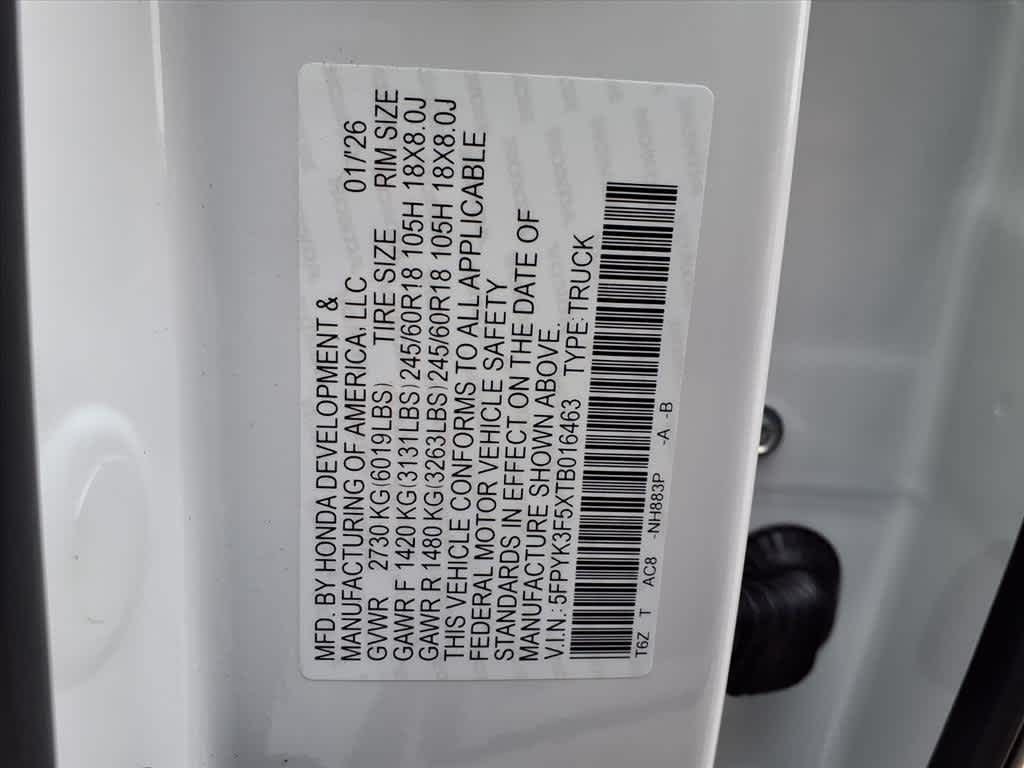 MFD. BY HONDA DEVELOPMENT &
MANUFACTURING OF AMERICA, LLC 01/'26
GVWR 2730 KG(6019LBS) TIRE SIZE RIM SIZE
GAWR F 1420 KG(3131LBS)245/60R18 105H 18X8.0J
GAWR R 1480 KG(3263LBS)245/60R18 105H 18X8.0J
THIS VEHICLE CONFORMS TO ALL APPLICABLE
FEDERAL MOTOR VEHICLE SAFETY
STANDARDS IN EFFECT ON THE DATE OF
MANUFACTURE SHOWN ABOVE.
V.I.N.: 5FPYK3F5XTB016463 TYPE:TRUCK
T6Z T AC8 -NH883P -A -B